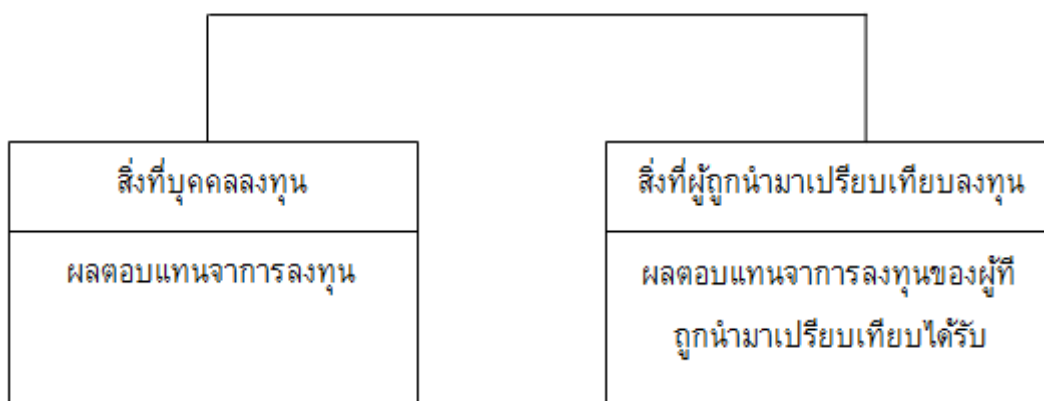 สิ่งที่บุคคลลงทุน
สิ่งที่ผู้ถูกนำมาเปรียบเทียบลงทุน
ผลตอบแทนจาการลงทุน
ผลตอบแทนจาการลงทุนของผู้ที่
ถูกนำมาเปรียบเทียบได้รับ